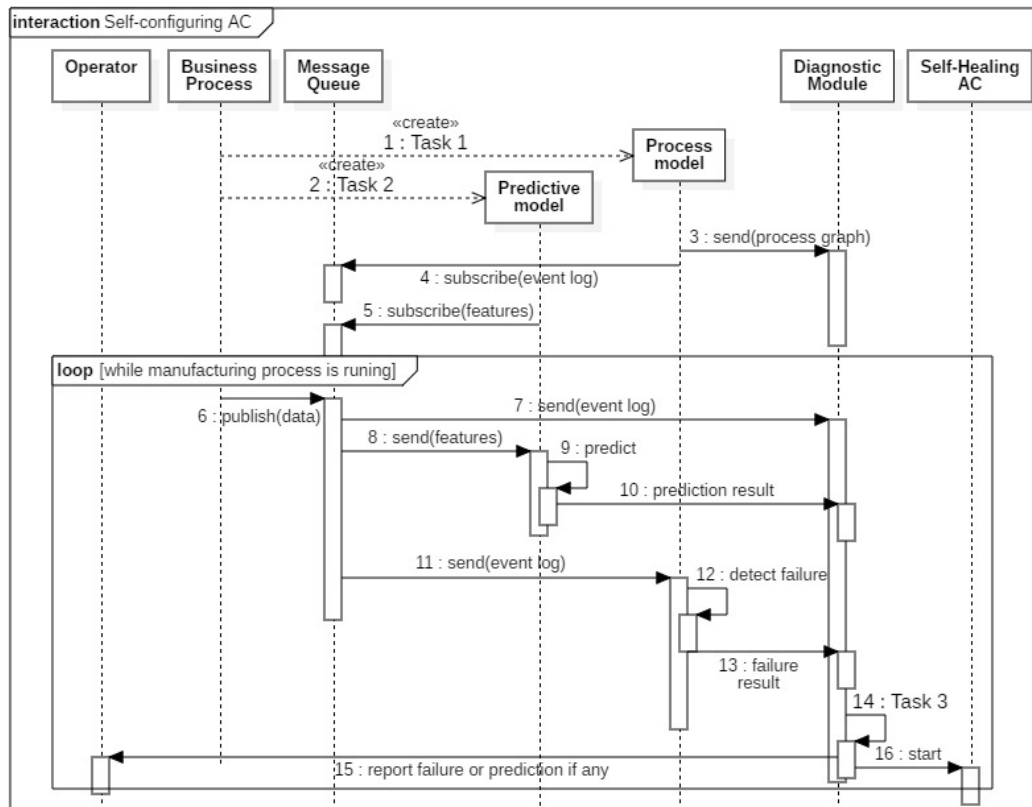 interaction Self-configuring AC
Operator
Business
Process
Message
Queue
Diagnostic
Module
Self-Healing
AC
«create»
1 : Task 1
Process
model
«create»
2 : Task 2
Predictive
model
3 : send(process graph)
4 : subscribe(event log)
5 : subscribe(features)
loop [while manufacturing process is runing]
6 : publish(data)
7 : send(event log)
8 : send(features)
9 : predict
10 : prediction result
11 : send(event log)
12 : detect failure
13 : failure
result
14 : Task 3
15 : report failure or prediction if any
16 : start